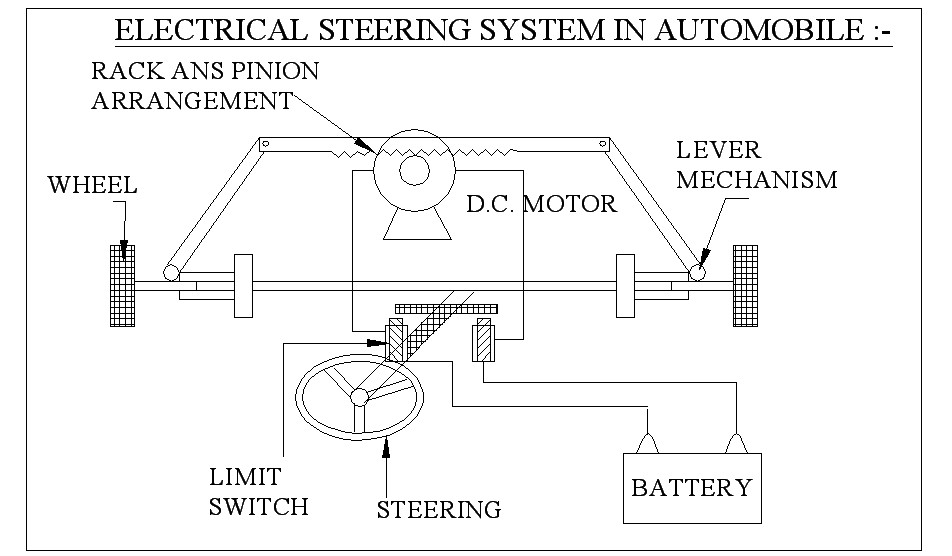 ELECTRICAL STEERING SYSTEM IN AUTOMOBILE :-
RACK ANS PINION
ARRANGEMENT
LEVER
MECHANISM
WHEEL
D.C. MOTOR
LIMIT
SWITCH
STEERING
BATTERY